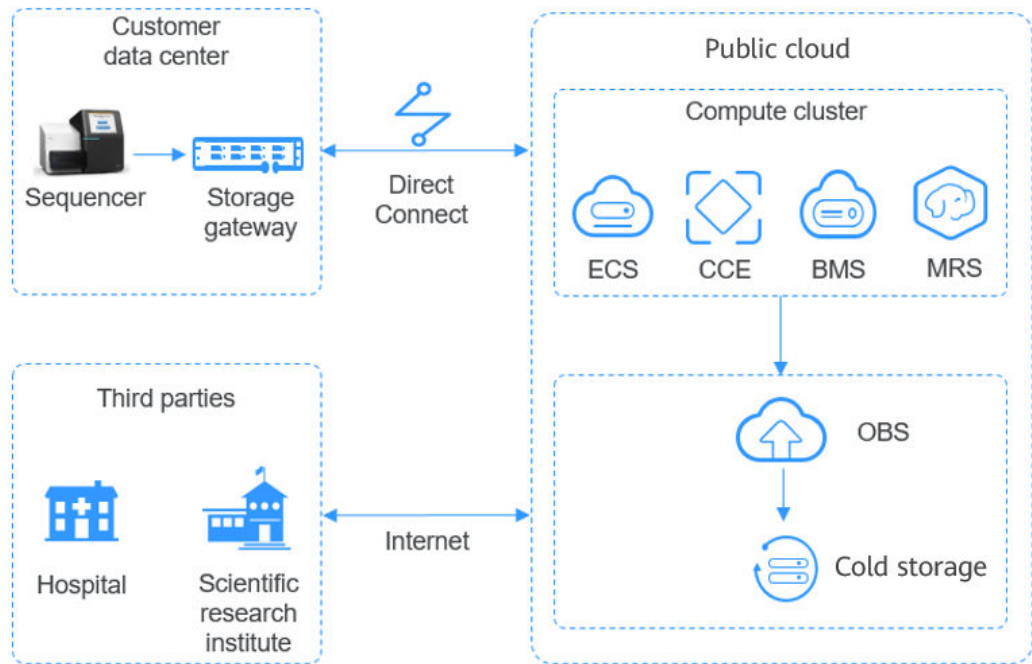 Customer
data center
Sequencer
Storage
gateway
Direct
Connect
Public cloud
Compute cluster
ECS
CCE
BMS
MRS
Third parties
Hospital
Scientific
research
institute
Internet
OBS
Cold storage